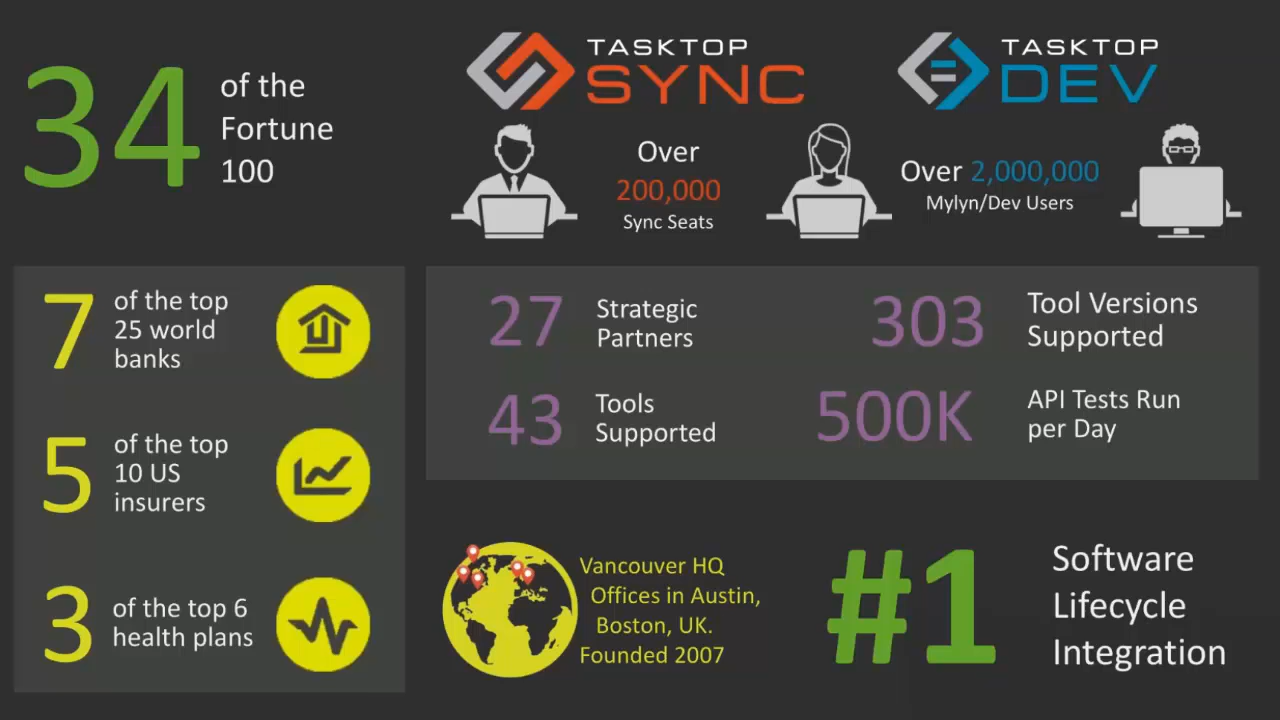 34
of the
Fortune
100
TASKTOP
SYNC
Over
200,000
Sync Seats
TASKTOP
DEV
Over 2,000,000
Mylyn/Dev Users
7
of the top
25 world
banks
5
of the top
10 US
insurers
3
of the top 6
health plans
27
Strategic
Partners
303
Tool Versions
Supported
43
Tools
Supported
500K
API Tests Run
per Day
Vancouver HQ
Offices in Austin,
Boston, UK.
Founded 2007
#1
Software
Lifecycle
Integration